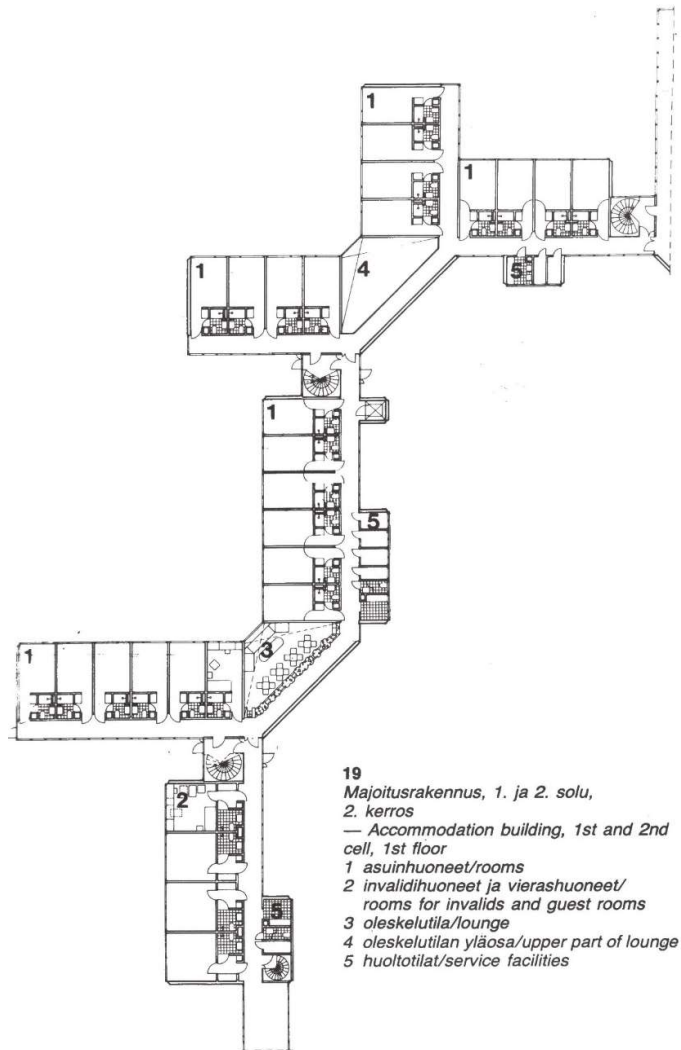 1
1
1
4
5
1
5
1
3
2
5
19
Majoitusrakennus, 1. ja 2. solu,
2. kerros
— Accommodation building, 1st and 2nd
cell, 1st floor
1 asuinhuoneet/rooms
2 invalidihuoneet ja vierashuoneet/
rooms for invalids and guest rooms
3 oleskelutila/lounge
4 oleskelutilan yläosa/upper part of lounge
5 huoltotilat/service facilities